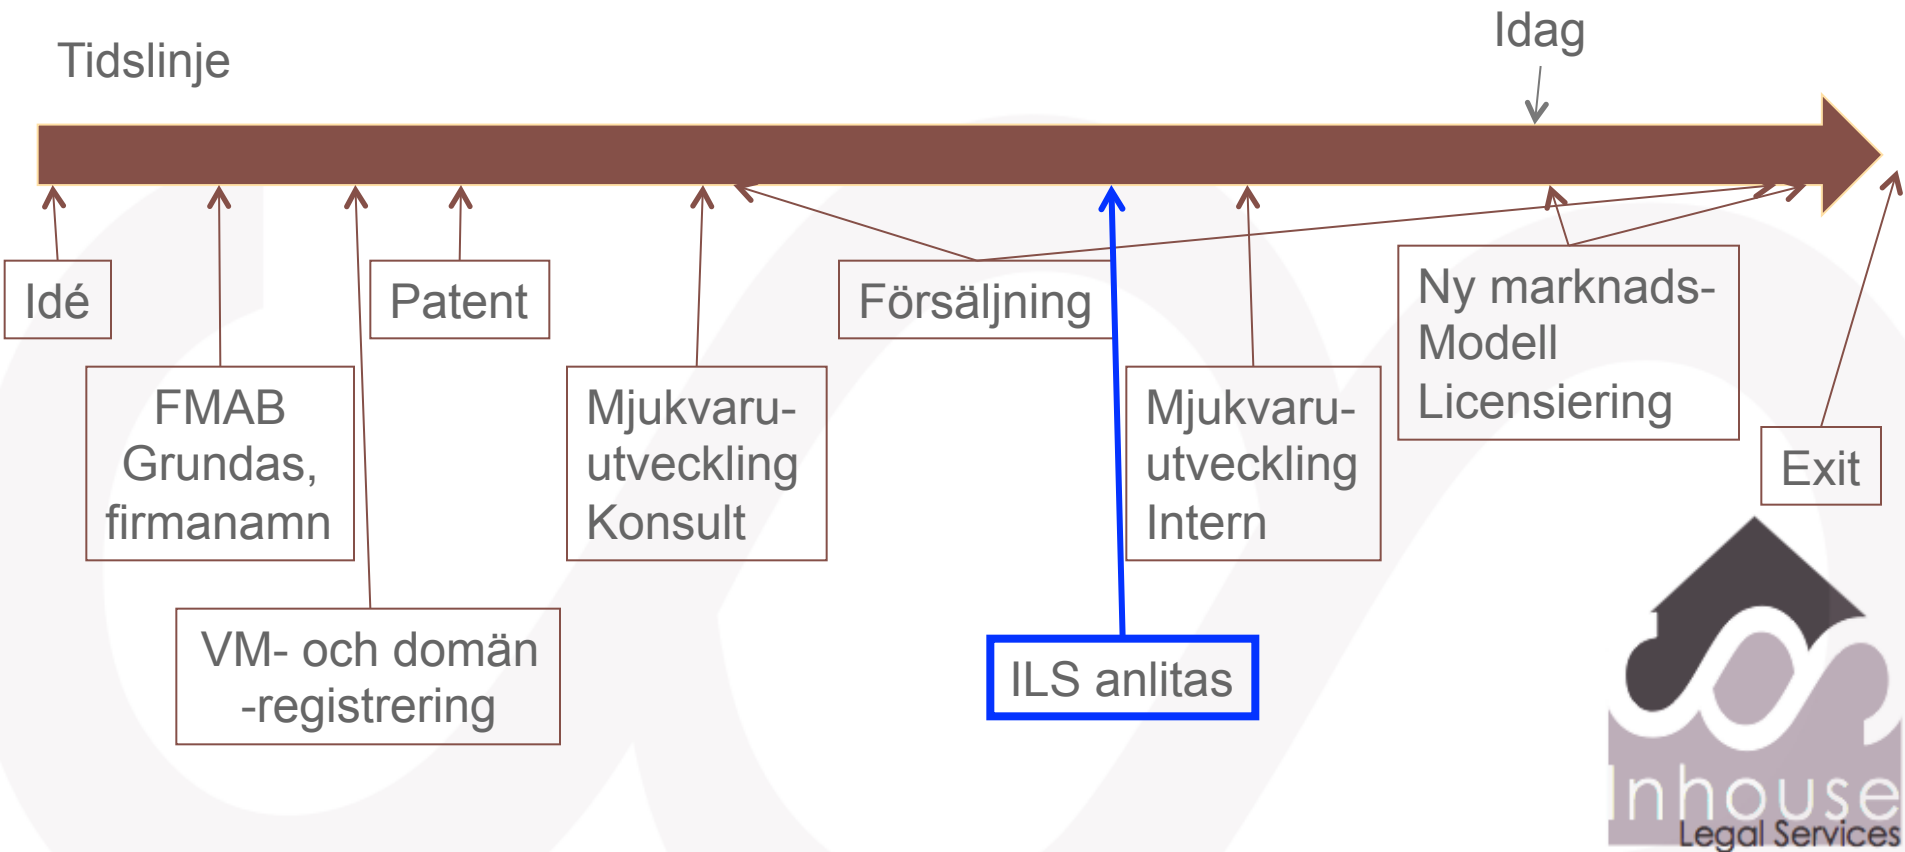 Tidslinje
Idag
Idé
Patent
Försäljning
Ny marknads-
Modell
Licensiering
FMAB
Grundas,
firmanamn
Mjukvaru-
utveckling
Konsult
Mjukvaru-
utveckling
Intern
Exit
VM- och domän
-registrering
ILS anlitas
Inhouse
Legal Services